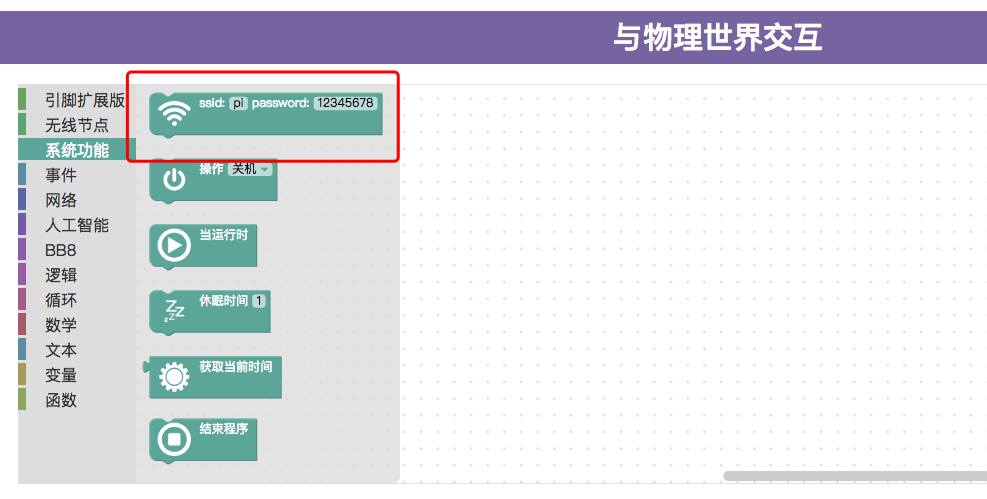 与物理世界交互
引脚扩展版
无线节点
系统功能
事件
网络
人工智能
BB8
逻辑
循环
数学
文本
变量
函数
ssid: pi password: 12345678
操作 关机
当运行时
休眠时间 1
获取当前时间
结束程序